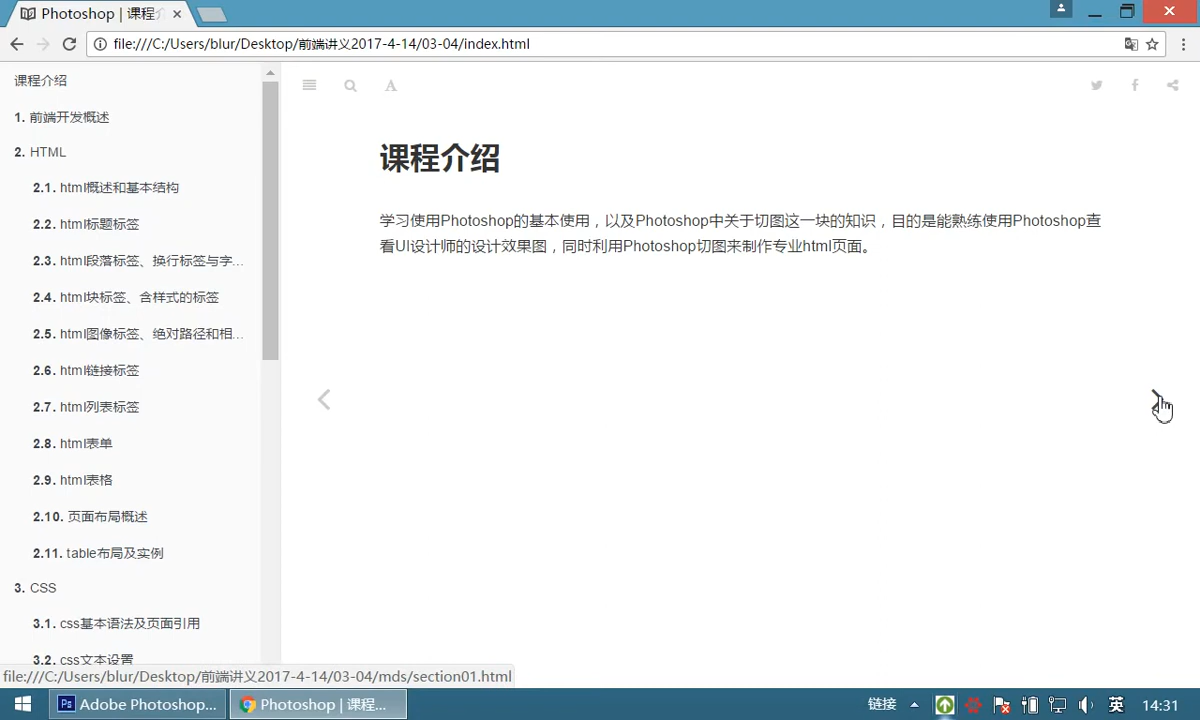 Photoshop | 课程
file:///C:/Users/blur/Desktop/前端讲义2017-4-14/03-04/index.html
课程介绍
1. 前端开发概述
2. HTML
2.1. html概述和基本结构
2.2. html标题标签
2.3. html段落标签、换行标签与字...
2.4. html块标签、含样式的标签
2.5. html图像标签、绝对路径和相...
2.6. html链接标签
2.7. html列表标签
2.8. html表单
2.9. html表格
2.10. 页面布局概述
2.11. table布局及实例
3. CSS
3.1. css基本语法及页面引用
3.2. css文本设置
A
课程介绍
学习使用Photoshop的基本使用，以及Photoshop中关于切图这一块的知识，目的是能熟练使用Photoshop查
看UI设计师的设计效果图，同时利用Photoshop切图来制作专业html页面。
file:///C:/Users/blur/Desktop/前端讲义2017-4-14/03-04/mds/section01.html
Ps Adobe Photoshop...
Photoshop | 课程...
链接
英
14:31